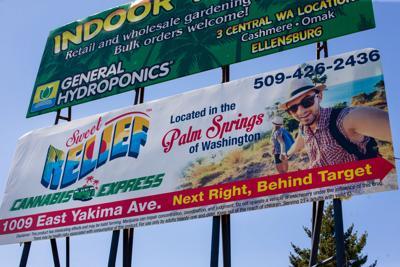 INDOOR
Retail and wholesale gardening
Bulk orders welcome!
3 CENTRAL WA LOCATIONS
Cashmere • Omak
ELLENSBURG
GENERAL
HYDROPONICS®
509-426-2436
Sweet
RELIEF
CANNABIS EXPRESS
Located in the
Palm Springs
of Washington
1009 East Yakima Ave.
Next Right, Behind Target